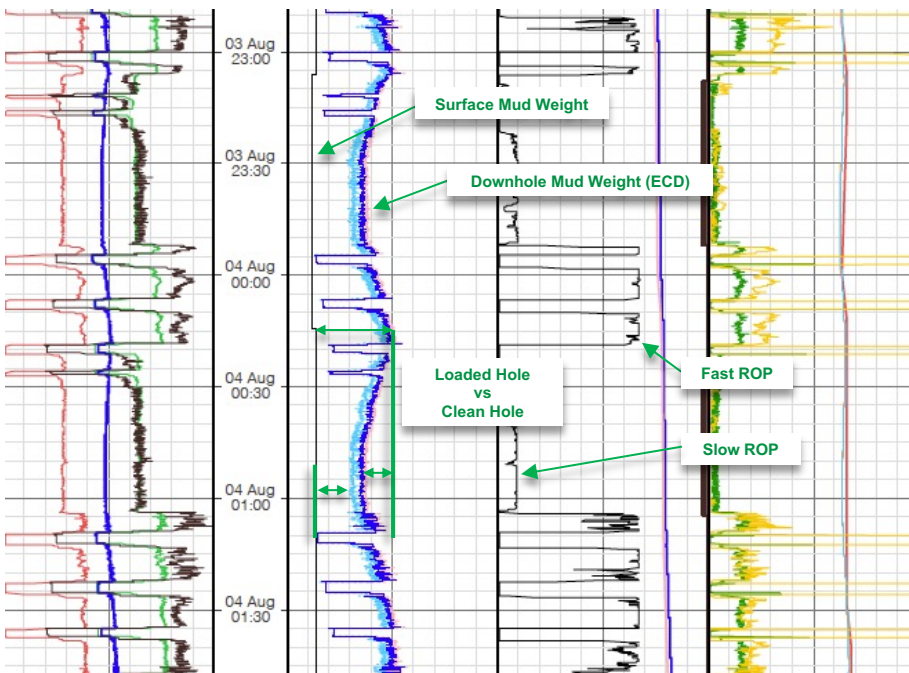 03 Aug
23:00
Surface Mud Weight
03 Aug
23:30
Downhole Mud Weight (ECD)
04 Aug
00:00
Loaded Hole
vs
Clean Hole
Fast ROP
04 Aug
00:30
Slow ROP
04 Aug
01:00
04 Aug
01:30